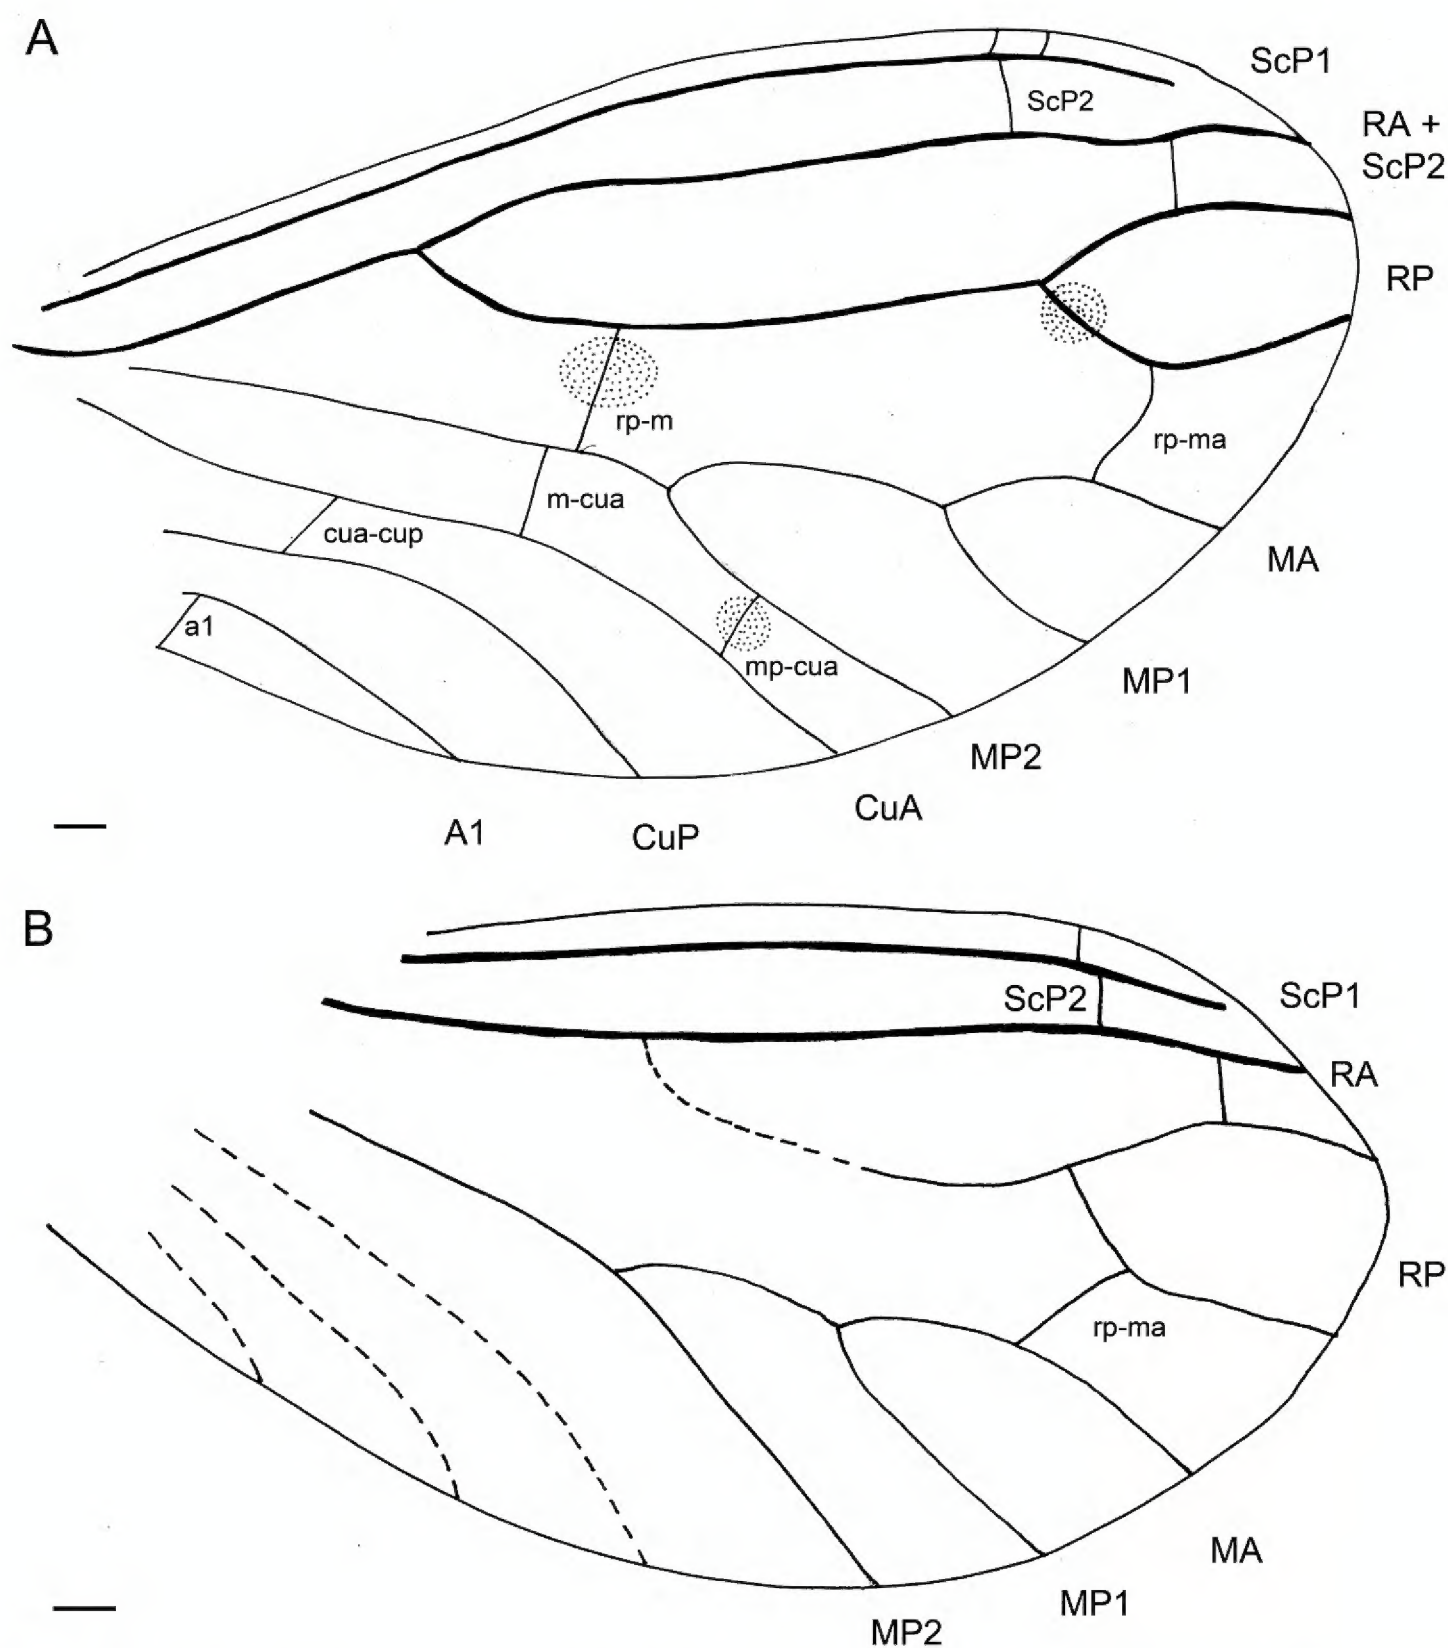 A
ScP1
ScP2
RA +
ScP2
RP
rp-m
rp-ma
m-cua
cua-cup
MA
a1
mp-cua
MP1
MP2
CuA
A1
CuP
B
ScP2
ScP1
RA
RP
rp-ma
MA
MP1
MP2